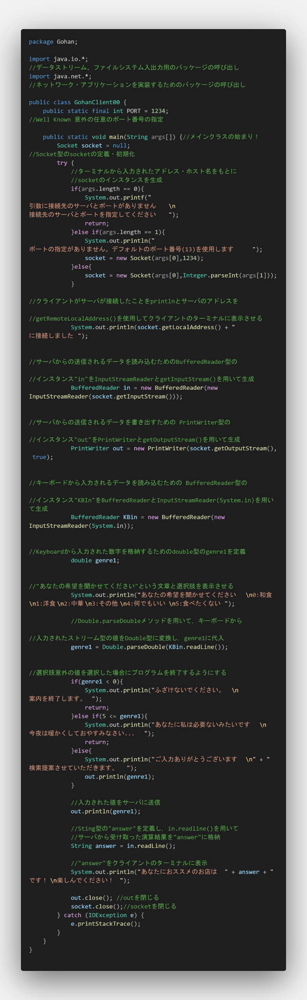 package Gohan;
import java.io.*;
//データストリーム、ファイルシステム入出力用のパッケージの呼び出し
import java.net.*;
//ネットワーク・アプリケーションを実装するためのパッケージの呼び出し
public class GohanClient00 {
public static final int PORT = 1234;
//Well Known 意外の任意のポート番号の指定
public static void main(String args[]) {//メインクラスの始まり！
Socket socket = null;
//Socket型のsocketの定義・初期化
try {
//ターミナルから入力されたアドレス・ホスト名をもとに
//socketのインスタンスを生成
if(args.length == 0){
System.out.printf("
引数に接続先のサーバとポートがありません \n
接続先のサーバとポートを指定してください ");
return;
}else if(args.length == 1){
System.out.println("
ポートの指定がありません。デフォルトのポート番号(13)を使用します ");
socket = new Socket(args[0],1234);
}else{
socket = new Socket(args[0],Integer.parseInt(args[1]));
}
//クライアントがサーバが接続したことをprintlnとサーバのアドレスを
//getRemoteLocalAddress()を使用してクライアントのターミナルに表示させる
System.out.println(socket.getLocalAddress() + "
に接続しました ");
//サーバからの送信されるデータを読み込むためのBufferedReader型の
//インスタンス"in"をInputStreamReaderとgetInputStream()を用いて生成
BufferedReader in = new BufferedReader(new
InputStreamReader(socket.getInputStream()));
//サーバからの送信されるデータを書き出すための PrintWriter型の
//インスタンス"out"をPrintWriterとgetOutputStream()を用いて生成
PrintWriter out = new PrintWriter(socket.getOutputStream(),
true);
//キーボードから入力されるデータを読み込むための BufferedReader型の
//インスタンス"KBIn"をBufferedReaderとInputStreamReader(System.in)を用い
て生成
BufferedReader KBin = new BufferedReader(new
InputStreamReader(System.in));
//Keyboardから入力された数字を格納するためのdouble型のgenre1を定義
double genre1;
//"あなたの希望を聞かせてください"という文章と選択肢を表示させる
System.out.println("あなたの希望を聞かせてください \n0:和食
\n1:洋食 \n2:中華 \n3:その他 \n4:何でもいい \n5:食べたくない ");
//Double.parseDoubleメソッドを用いて，キーボードから
//入力されたストリーム型の値をDouble型に変換し，genre1に代入
genre1 = Double.parseDouble(KBin.readLine());
//選択肢意外の値を選択した場合にプログラムを終了するようにする
if(genre1 < 0){
System.out.println("ふざけないでください。 \n
案内を終了します。 ");
return;
}else if(5 <= genre1){
System.out.println("あなたに私は必要ないみたいです \n
今夜は暖かくしておやすみなさい... ");
return;
}else{
System.out.println("ご入力ありがとうございます \n" + "
検索提案させていただきます。 ");
out.println(genre1);
}
//入力された値をサーバに送信
out.println(genre1);
//Sting型の"answer"を定義し，in.readline()を用いて
//サーバから受け取った演算結果を"answer"に格納
String answer = in.readLine();
//"answer"をクライアントのターミナルに表示
System.out.println("あなたにおススメのお店は " + answer + "
です！ \n楽しんでください！ ");
out.close(); //outを閉じる
socket.close();//socketを閉じる
} catch (IOException e) {
e.printStackTrace();
}
}
}